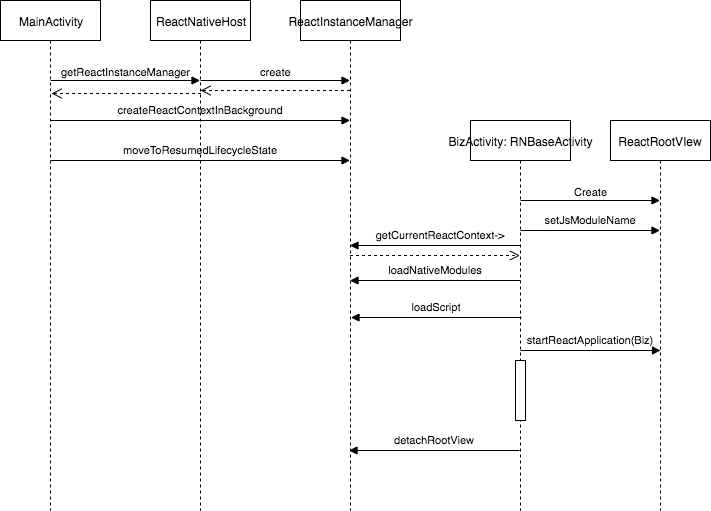 MainActivity
ReactNativeHost
ReactInstanceManager
getReactInstanceManager
create
createReactContextInBackground
moveToResumedLifecycleState
BizActivity: RNBaseActivity
ReactRootVIew
Create
setJsModuleName
getCurrentReactContext->
loadNativeModules
loadScript
startReactApplication(Biz)
detachRootView